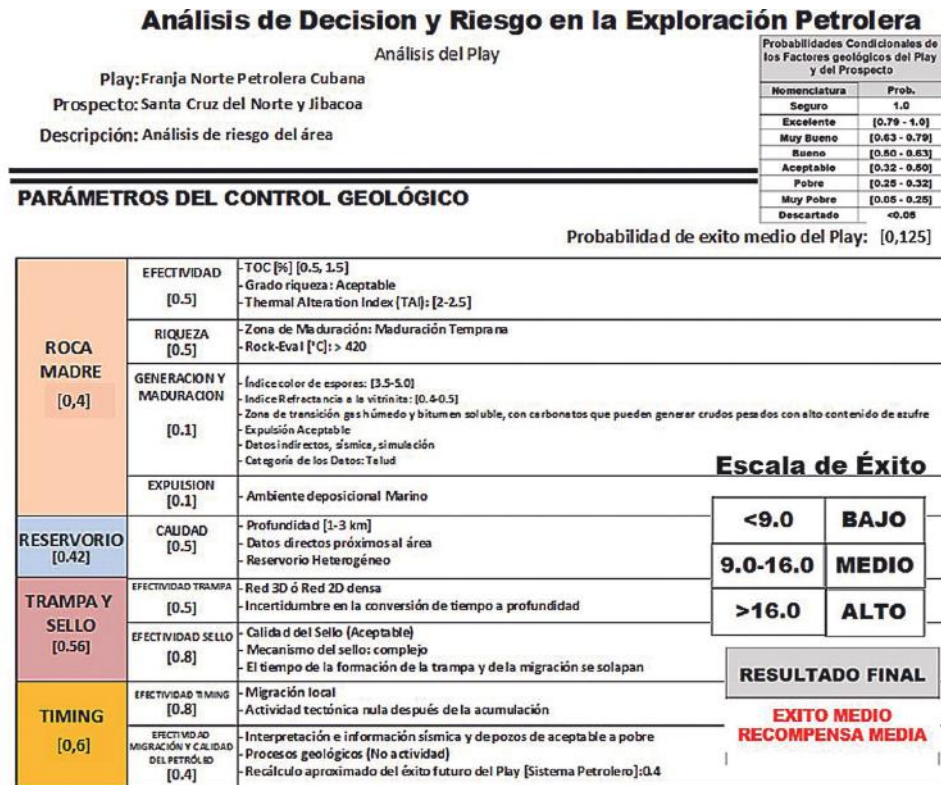 Análisis de Decision y Riesgo en la Exploración Petrolera
Análisis del Play
Play: Franja Norte Petrolera Cubana
Prospecto: Santa Cruz del Norte y Jibacoa
Descripción: Análisis de riesgo del área
Probabilidades Condicionales de
los Factores geológicos del Play
y del Prospecto
Nomenclatura Prob.
Seguro 1.0
Excelente [0.79 - 1.0]
Muy Bueno [0.63 - 0.79]
Bueno [0.50 - 0.63]
Aceptable [0.32 - 0.50]
Pobre [0.25 - 0.32]
Muy Pobre [0.05 - 0.25]
Descartado <0.05
PARÁMETROS DEL CONTROL GEOLÓGICO
Probabilidad de exito medio del Play: [0,125]
ROCA
MADRE
[0,4]
EFECTIVIDAD
[0.5]
- TOC [%] [0.5, 1.5]
- Grado riqueza: Aceptable
- Thermal Alteration Index (TAI): [2-2.5]
RIQUEZA
[0.5]
- Zona de Maduración: Maduración Temprana
- Rock-Eval [°C]: > 420
GENERACION Y
MADURACION
[0.1]
- Índice color de esporas: [3.5-5.0]
- Indice Refractancia a la vitrinita: [0.4-0.5]
- Zona de transición gas húmedo y bitumen soluble, con carbonatos que pueden generar crudos pesados con alto contenido de azufre
- Expulsión Aceptable
- Datos indirectos, sísmica, simulación
- Categoría de los Datos: Talud
EXPULSION
[0.1]
- Ambiente deposicional Marino
RESERVORIO
[0.42]
CALIDAD
[0.5]
- Profundidad [1-3 km]
- Datos directos próximos al área
- Reservorio Heterogéneo
TRAMPA Y
SELLO
[0.56]
EFECTIVIDAD TRAMPA
[0.5]
- Red 3D ó Red 2D densa
- Incertidumbre en la conversión de tiempo a profundidad
EFECTIVIDAD SELLO
[0.8]
- Calidad del Sello (Aceptable)
- Mecanismo del sello: complejo
- El tiempo de la formación de la trampa y de la migración se solapan
TIMING
[0,6]
EFECTIVIDAD TIMING
[0.8]
- Migración local
- Actividad tectónica nula después de la acumulación
EFECTIVIDAD
MIGRACIÓN Y CALIDAD
DEL PETRÓLEO
[0.4]
- Interpretación e información sísmica y de pozos de aceptable a pobre
- Procesos geológicos (No actividad)
- Recálculo aproximado del éxito futuro del Play [Sistema Petrolero]:0.4
Escala de Éxito
<9.0 BAJO
9.0-16.0 MEDIO
>16.0 ALTO
RESULTADO FINAL
EXITO MEDIO
RECOMPENSA MEDIA